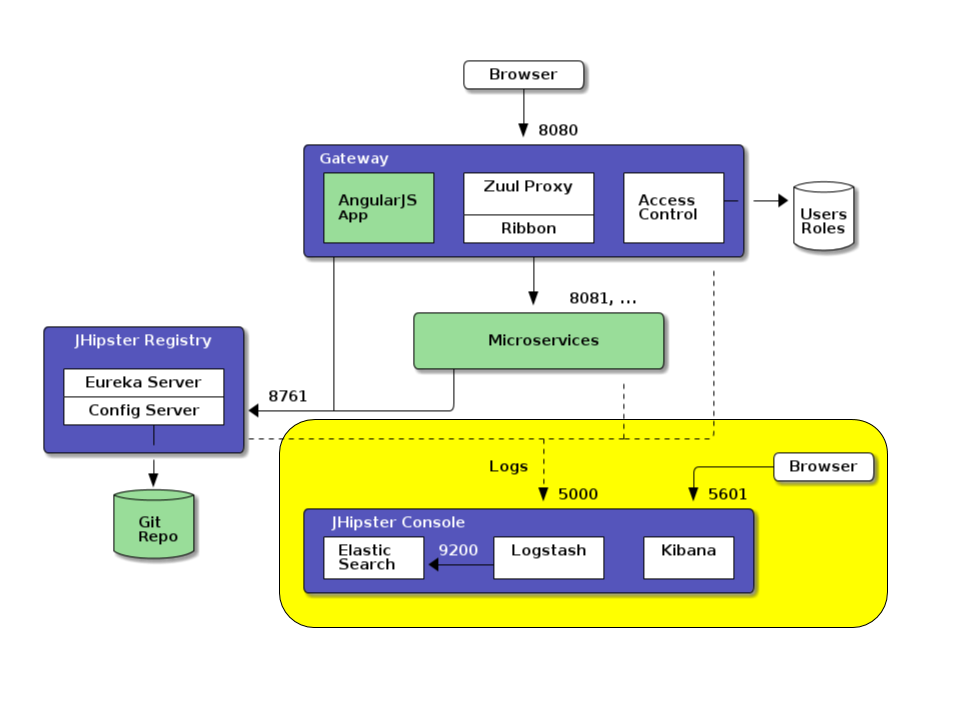 Browser
8080
Gateway
AngularJS
App
Zuul Proxy
Ribbon
Access
Control
Users
Roles
8081, ...
Microservices
JHipster Registry
Eureka Server
Config Server
8761
Git
Repo
Logs
5000
Browser
5601
JHipster Console
Elastic
Search
9200
Logstash
Kibana